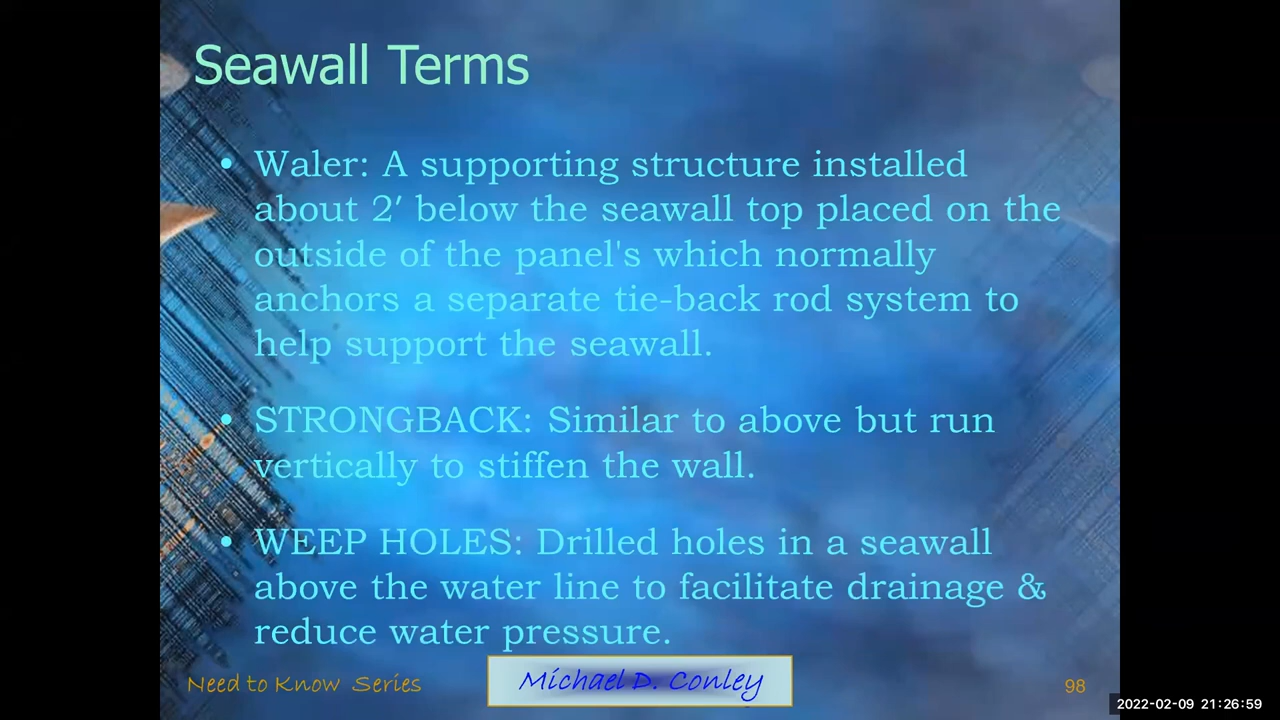 Seawall Terms
• Waler: A supporting structure installed
about 2′ below the seawall top placed on the
outside of the panel's which normally
anchors a separate tie-back rod system to
help support the seawall.
• STRONGBACK: Similar to above but run
vertically to stiffen the wall.
• WEEP HOLES: Drilled holes in a seawall
above the water line to facilitate drainage &
reduce water pressure.
Need to Know Series
Michael D. Conley
98
2022-02-09 21:26:59